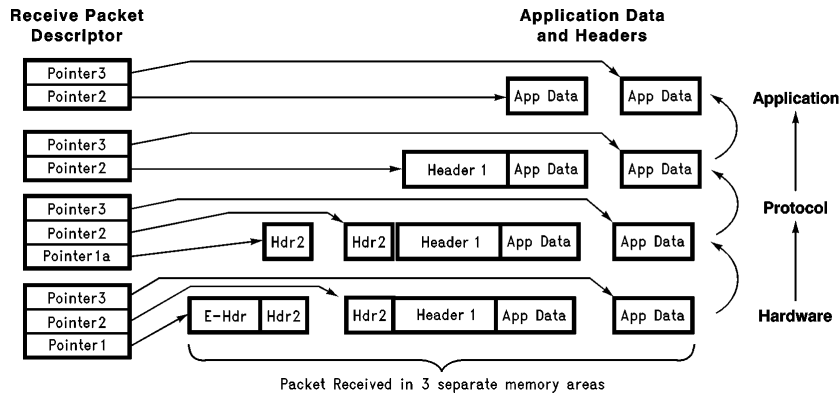 Receive Packet
Descriptor
Application Data
and Headers
Pointer3
Pointer2
App Data
App Data
Application
Pointer3
Pointer2
Header 1
App Data
App Data
Pointer3
Pointer2
Pointer1a
Hdr2
Hdr2
Header 1
App Data
App Data
Protocol
Pointer3
Pointer2
Pointer1
E-Hdr
Hdr2
Hdr2
Header 1
App Data
App Data
Hardware
Packet Received in 3 separate memory areas